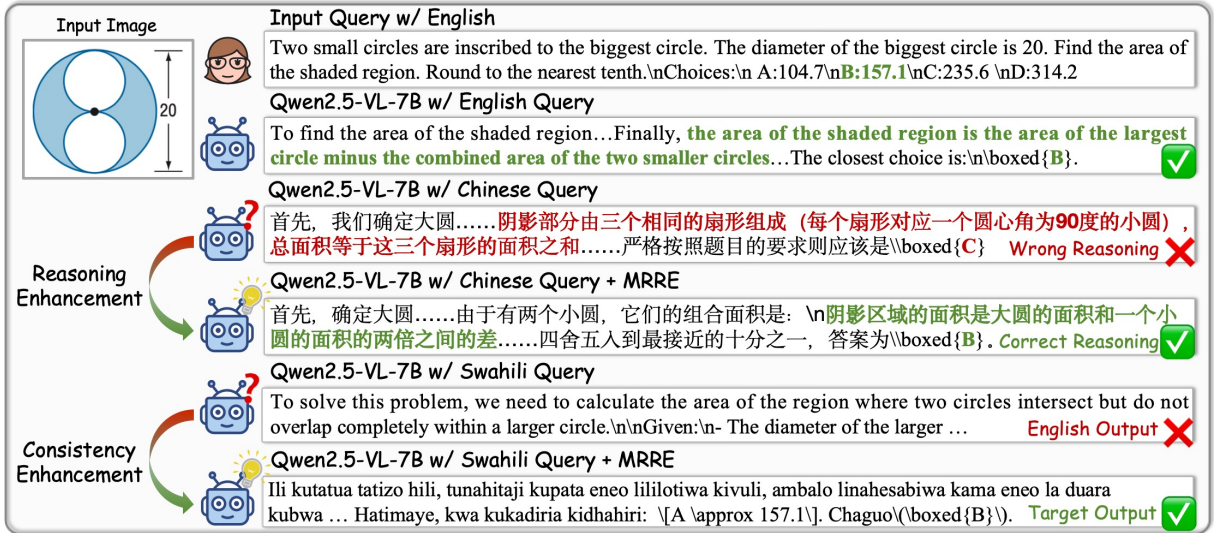 Input Image
20
Input Query w/ English
Two small circles are inscribed to the biggest circle. The diameter of the biggest circle is 20. Find the area of
the shaded region. Round to the nearest tenth.\nChoices:\n A:104.7\nB:157.1\nC:235.6 \nD:314.2
Qwen2.5-VL-7B w/ English Query
To find the area of the shaded region…Finally, the area of the shaded region is the area of the largest
circle minus the combined area of the two smaller circles…The closest choice is:\n\boxed{B}.
Qwen2.5-VL-7B w/ Chinese Query
首先，我们确定大圆……阴影部分由三个相同的扇形组成（每个扇形对应一个圆心角为90度的小圆），
总面积等于这三个扇形的面积之和……严格按照题目的要求则应该是\\boxed{C} Wrong Reasoning
Reasoning
Enhancement
Qwen2.5-VL-7B w/ Chinese Query + MRRE
首先，确定大圆……由于有两个小圆，它们的组合面积是：\n阴影区域的面积是大圆的面积和一个小
圆的面积的两倍之间的差……四舍五入到最接近的十分之一，答案为\\boxed{B}. Correct Reasoning
Qwen2.5-VL-7B w/ Swahili Query
To solve this problem, we need to calculate the area of the region where two circles intersect but do not
overlap completely within a larger circle.\n\nGiven:\n- The diameter of the larger … English Output
Consistency
Enhancement
Qwen2.5-VL-7B w/ Swahili Query + MRRE
Ili kutatua tatizo hili, tunahitaji kupata eneo lililotiwa kivuli, ambalo linahesabiwa kama eneo la duara
kubwa … Hatimaye, kwa kukadiria kidhahiri: \[A \approx 157.1\]. Chaguo\(\boxed{B}\). Target Output